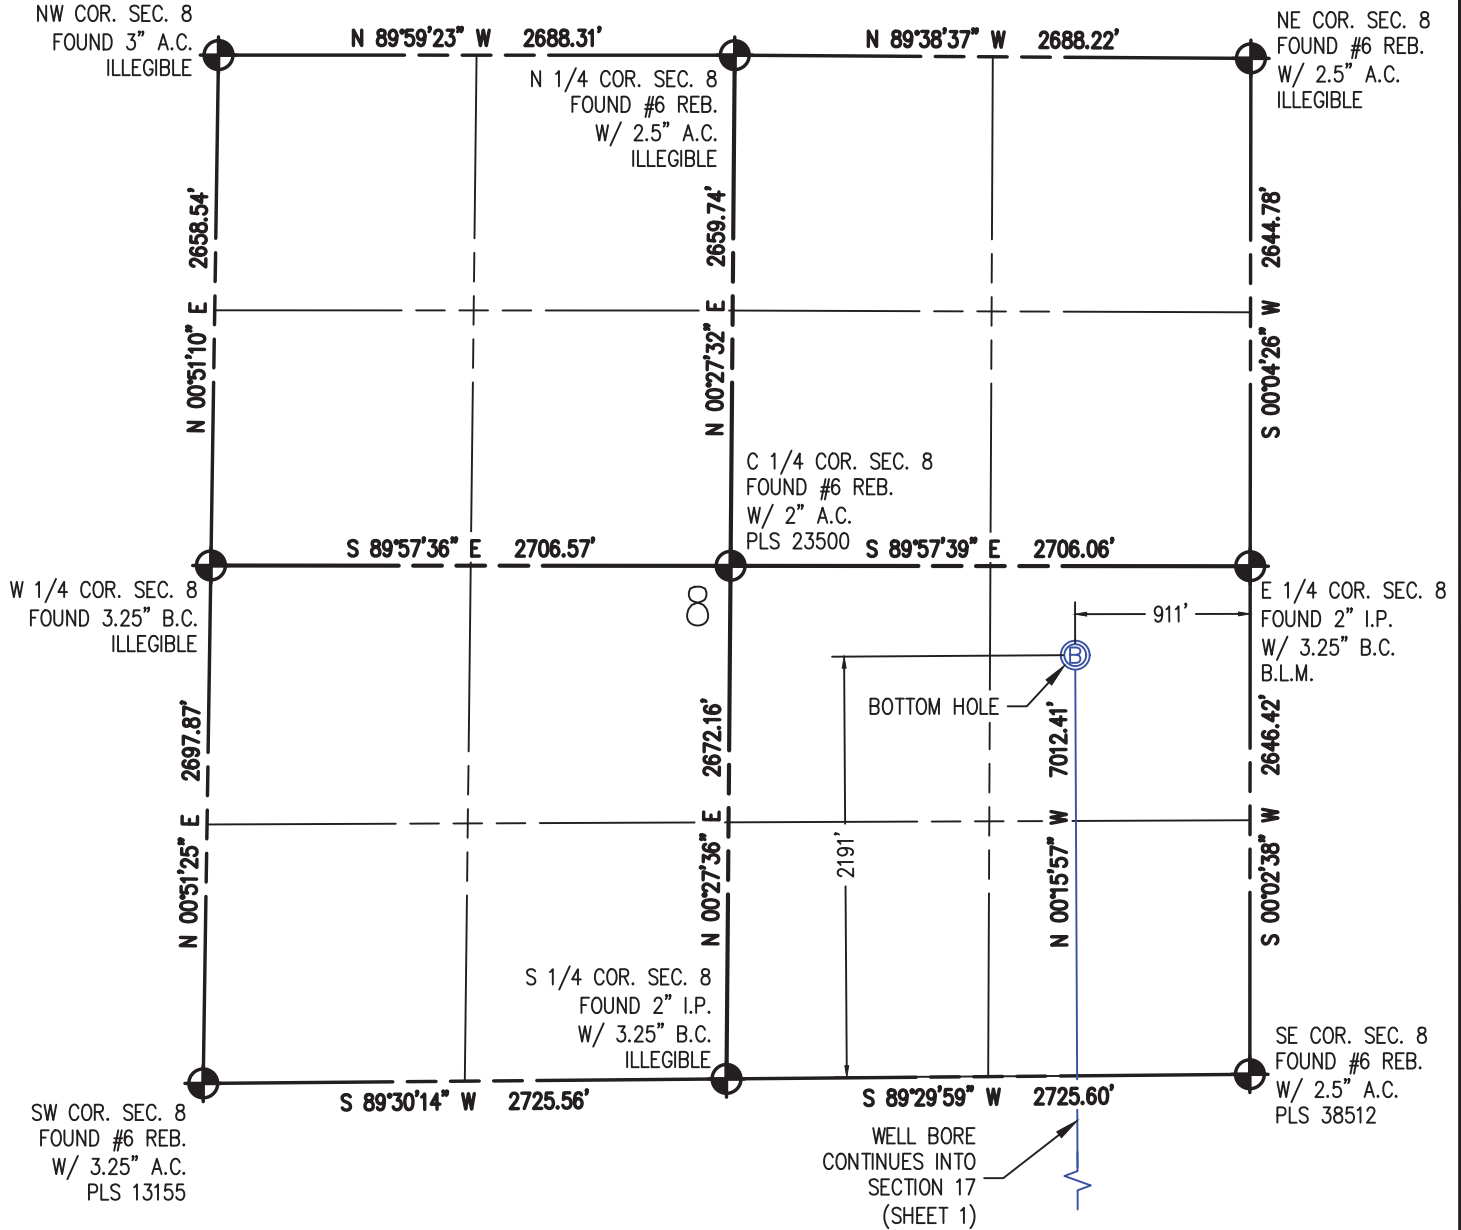 NW COR. SEC. 8
FOUND 3" A.C.
ILLEGIBLE
N 89°59'23" W 2688.31'
N 1/4 COR. SEC. 8
FOUND #6 REB.
W/ 2.5" A.C.
ILLEGIBLE
N 89°38'37" W 2688.22'
NE COR. SEC. 8
FOUND #6 REB.
W/ 2.5" A.C.
ILLEGIBLE
N 00°51'10" E 2658.54'
N 00°27'32" E 2659.74'
S 00°04'26" W 2644.78'
C 1/4 COR. SEC. 8
FOUND #6 REB.
W/ 2" A.C.
PLS 23500
S 89°57'36" E 2706.57'
S 89°57'39" E 2706.06'
W 1/4 COR. SEC. 8
FOUND 3.25" B.C.
ILLEGIBLE
8
911'
E 1/4 COR. SEC. 8
FOUND 2" I.P.
W/ 3.25" B.C.
B.L.M.
B
BOTTOM HOLE
N 00°51'25" E 2697.87'
N 00°27'36" E 2672.16'
2191'
N 00°15'57" W 7012.41'
S 00°02'38" W 2646.42'
S 1/4 COR. SEC. 8
FOUND 2" I.P.
W/ 3.25" B.C.
ILLEGIBLE
SE COR. SEC. 8
FOUND #6 REB.
W/ 2.5" A.C.
PLS 38512
S 89°30'14" W 2725.56'
S 89°29'59" W 2725.60'
SW COR. SEC. 8
FOUND #6 REB.
W/ 3.25" A.C.
PLS 13155
WELL BORE
CONTINUES INTO
SECTION 17
(SHEET 1)